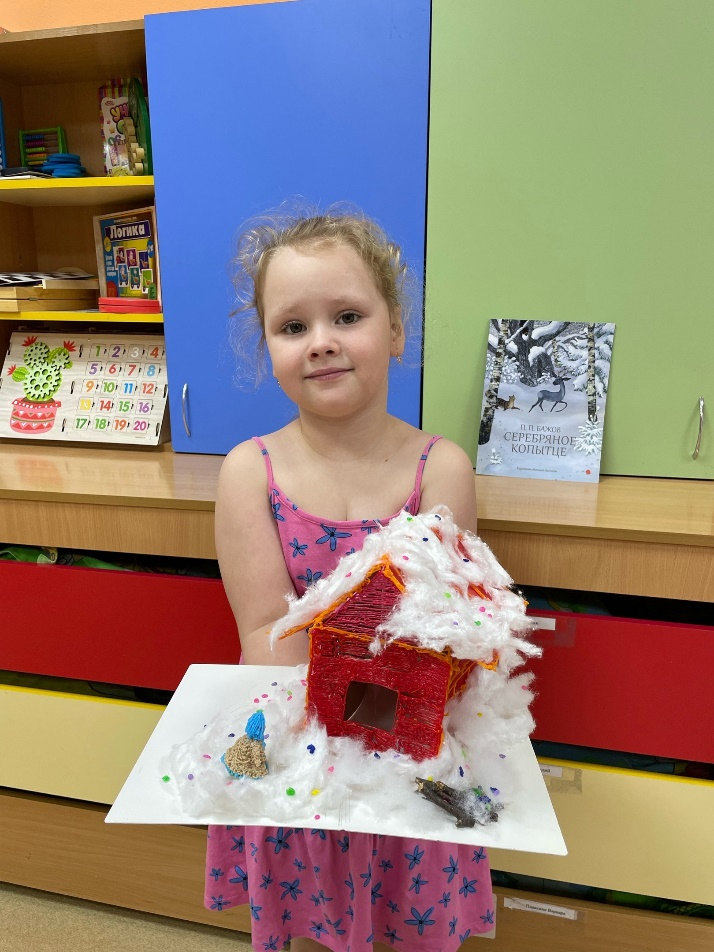 Логика
1 2 3 4
5 6 7 8
9 10 11 12
13 14 15 16
17 18 19 20
П. П. БАЖОВ
СЕРЕБРЯНОЕ
КОПЫТЦЕ